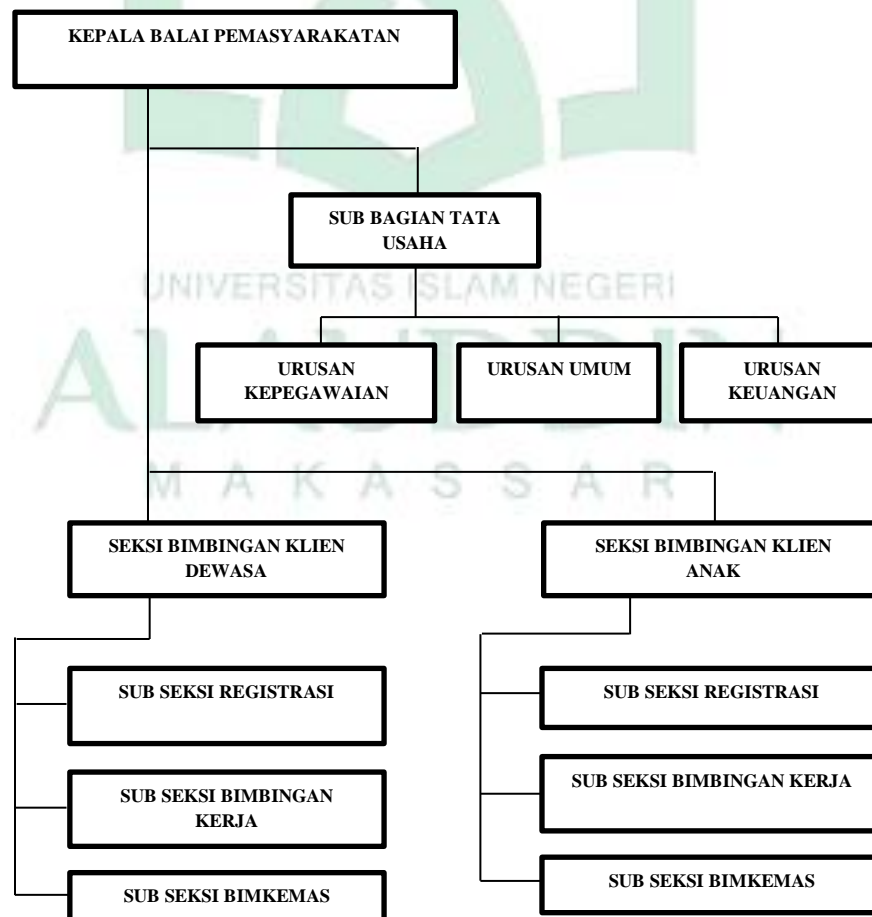 KEPALA BALAI PEMASYARAKATAN
SUB BAGIAN TATA
USAHA
UNIVERSITAS ISLAM NEGERI
URUSAN
KEPEGAWAIAN
URUSAN UMUM
URUSAN
KEUANGAN
ALAUDDIN
MAKASSAR
SEKSI BIMBINGAN KLIEN
DEWASA
SEKSI BIMBINGAN KLIEN
ANAK
SUB SEKSI REGISTRASI
SUB SEKSI BIMBINGAN
KERJA
SUB SEKSI BIMKEMAS
SUB SEKSI REGISTRASI
SUB SEKSI BIMBINGAN KERJA
SUB SEKSI BIMKEMAS